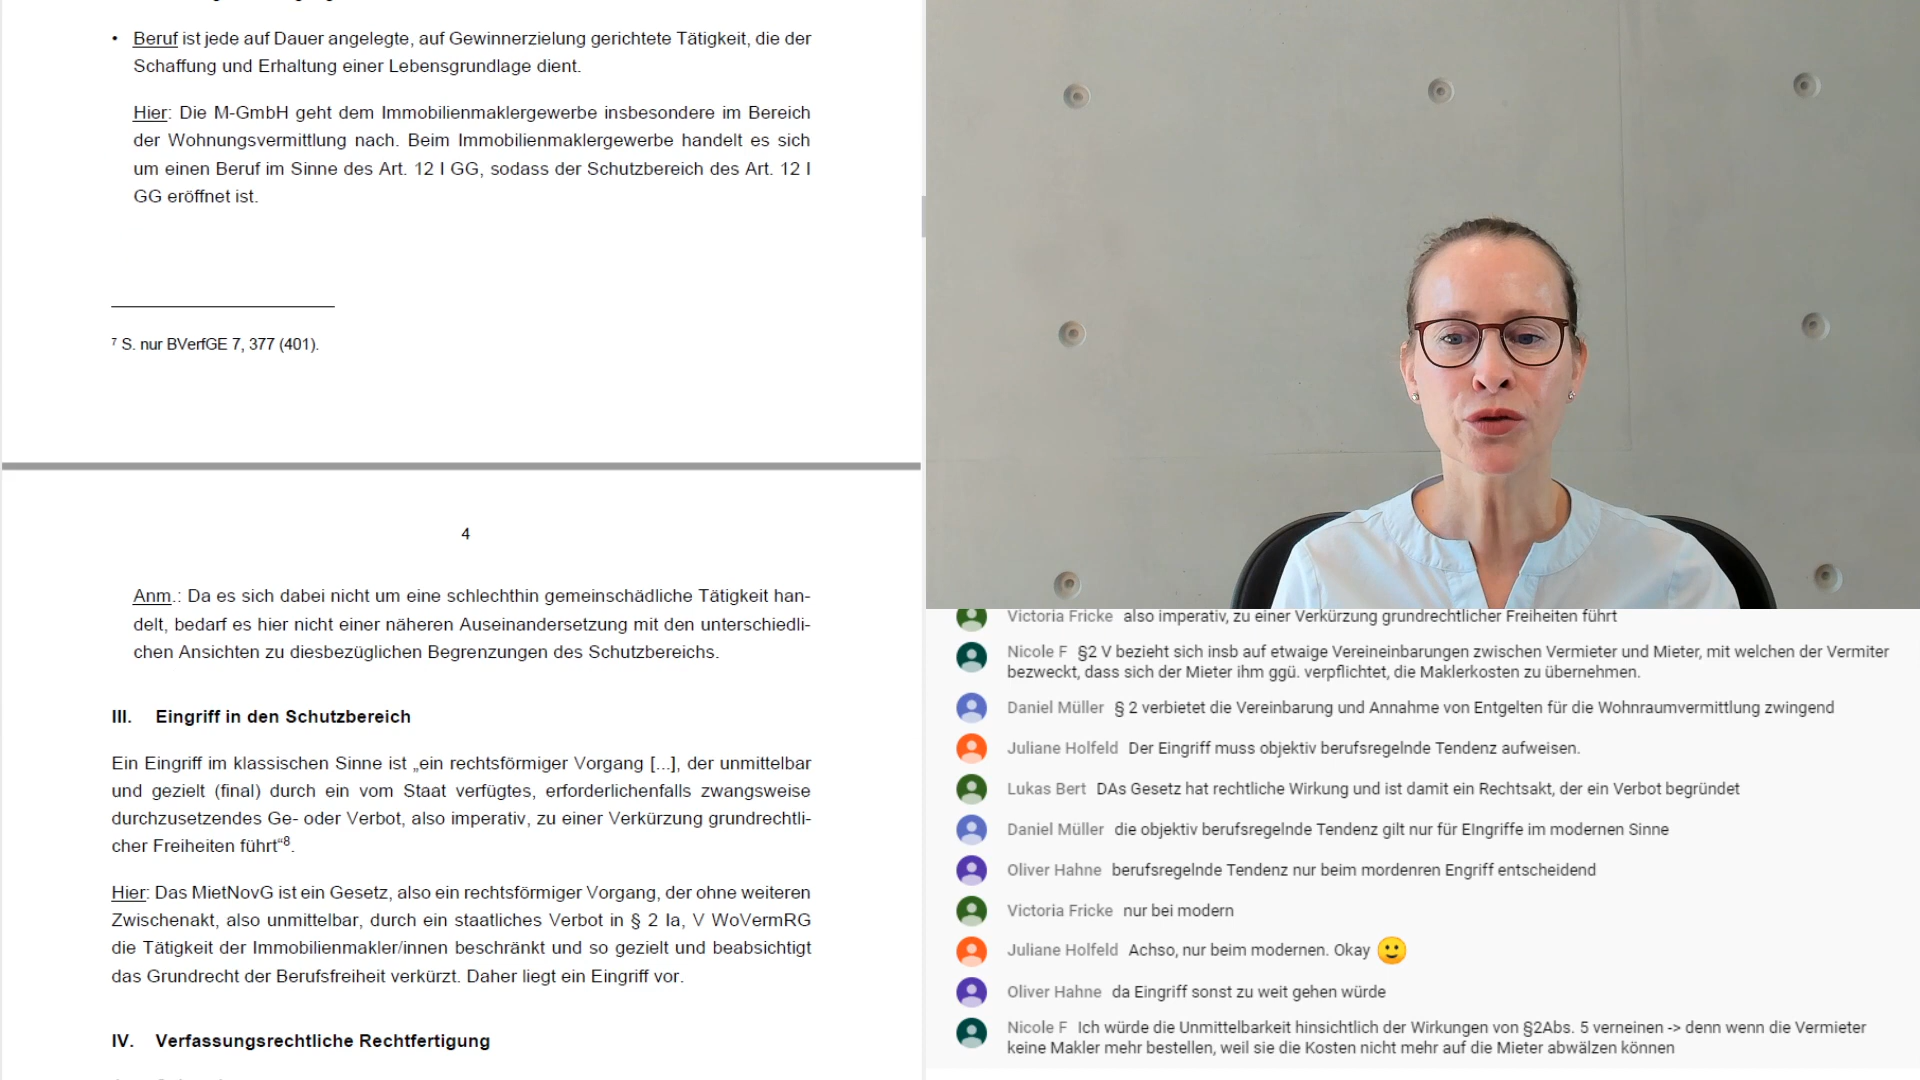 • Beruf ist jede auf Dauer angelegte, auf Gewinnerzielung gerichtete Tätigkeit, die der
Schaffung und Erhaltung einer Lebensgrundlage dient.
Hier: Die M-GmbH geht dem Immobilienmaklergewerbe insbesondere im Bereich
der Wohnungsvermittlung nach. Beim Immobilienmaklergewerbe handelt es sich
um einen Beruf im Sinne des Art. 12 I GG, sodass der Schutzbereich des Art. 12 I
GG eröffnet ist.
⁷ S. nur BVerfGE 7, 377 (401).
4
Anm.: Da es sich dabei nicht um eine schlechthin gemeinschädliche Tätigkeit han-
delt, bedarf es hier nicht einer näheren Auseinandersetzung mit den unterschiedli-
chen Ansichten zu diesbezüglichen Begrenzungen des Schutzbereichs.
III. Eingriff in den Schutzbereich
Ein Eingriff im klassischen Sinne ist „ein rechtsförmiger Vorgang [...], der unmittelbar
und gezielt (final) durch ein vom Staat verfügtes, erforderlichenfalls zwangsweise
durchzusetzendes Ge- oder Verbot, also imperativ, zu einer Verkürzung grundrechtli-
cher Freiheiten führt“⁸.
Hier: Das MietNovG ist ein Gesetz, also ein rechtsförmiger Vorgang, der ohne weiteren
Zwischenakt, also unmittelbar, durch ein staatliches Verbot in § 2 Ia, V WoVermRG
die Tätigkeit der Immobilienmakler/innen beschränkt und so gezielt und beabsichtigt
das Grundrecht der Berufsfreiheit verkürzt. Daher liegt ein Eingriff vor.
IV. Verfassungsrechtliche Rechtfertigung
Victoria Fricke also imperativ, zu einer Verkürzung grundrechtlicher Freiheiten führt
Nicole F §2 V bezieht sich insb auf etwaige Vereineinbarungen zwischen Vermieter und Mieter, mit welchen der Vermiter
bezweckt, dass sich der Mieter ihm ggü. verpflichtet, die Maklerkosten zu übernehmen.
Daniel Müller § 2 verbietet die Vereinbarung und Annahme von Entgelten für die Wohnraumvermittlung zwingend
Juliane Holfeld Der Eingriff muss objektiv berufsregelnde Tendenz aufweisen.
Lukas Bert DAs Gesetz hat rechtliche Wirkung und ist damit ein Rechtsakt, der ein Verbot begründet
Daniel Müller die objektiv berufsregelnde Tendenz gilt nur für EIngriffe im modernen Sinne
Oliver Hahne berufsregelnde Tendenz nur beim mordenren Engriff entscheidend
Victoria Fricke nur bei modern
Juliane Holfeld Achso, nur beim modernen. Okay 🙂
Oliver Hahne da Eingriff sonst zu weit gehen würde
Nicole F Ich würde die Unmittelbarkeit hinsichtlich der Wirkungen von §2Abs. 5 verneinen -> denn wenn die Vermieter
keine Makler mehr bestellen, weil sie die Kosten nicht mehr auf die Mieter abwälzen können